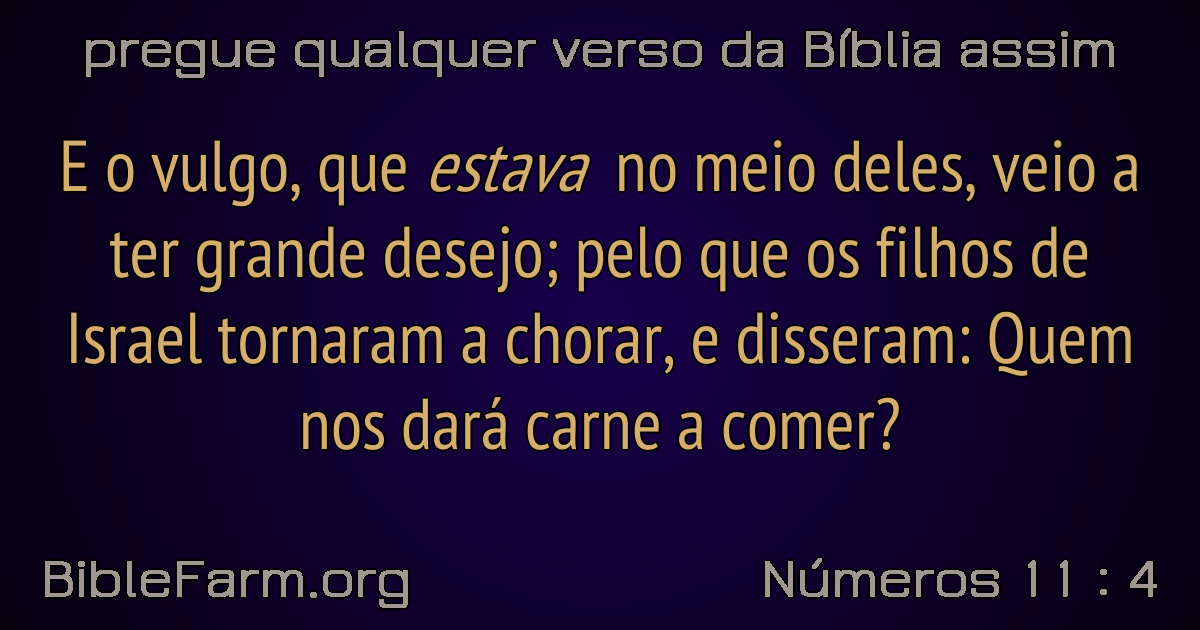 pregue qualquer verso da Bíblia assim
E o vulgo, que estava no meio deles, veio a
ter grande desejo; pelo que os filhos de
Israel tornaram a chorar, e disseram: Quem
nos dará carne a comer?
BibleFarm.org
Números 11 : 4